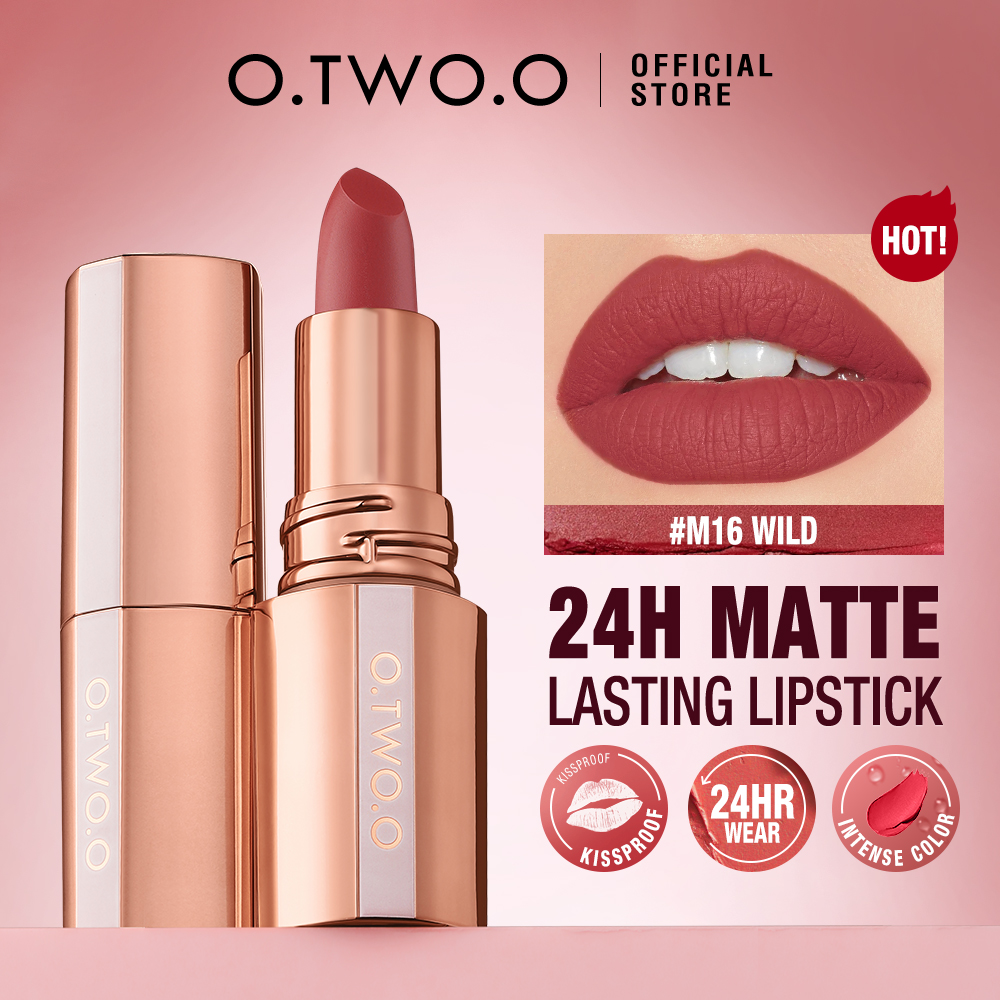 O.TWO.O
OFFICIAL
STORE
HOT!
#M16 WILD
24H MATTE
LASTING LIPSTICK
KISSPROOF
KISSPROOF
24HR
WEAR
INTENSE COLOR
O.TWO.O
O.TWO.O